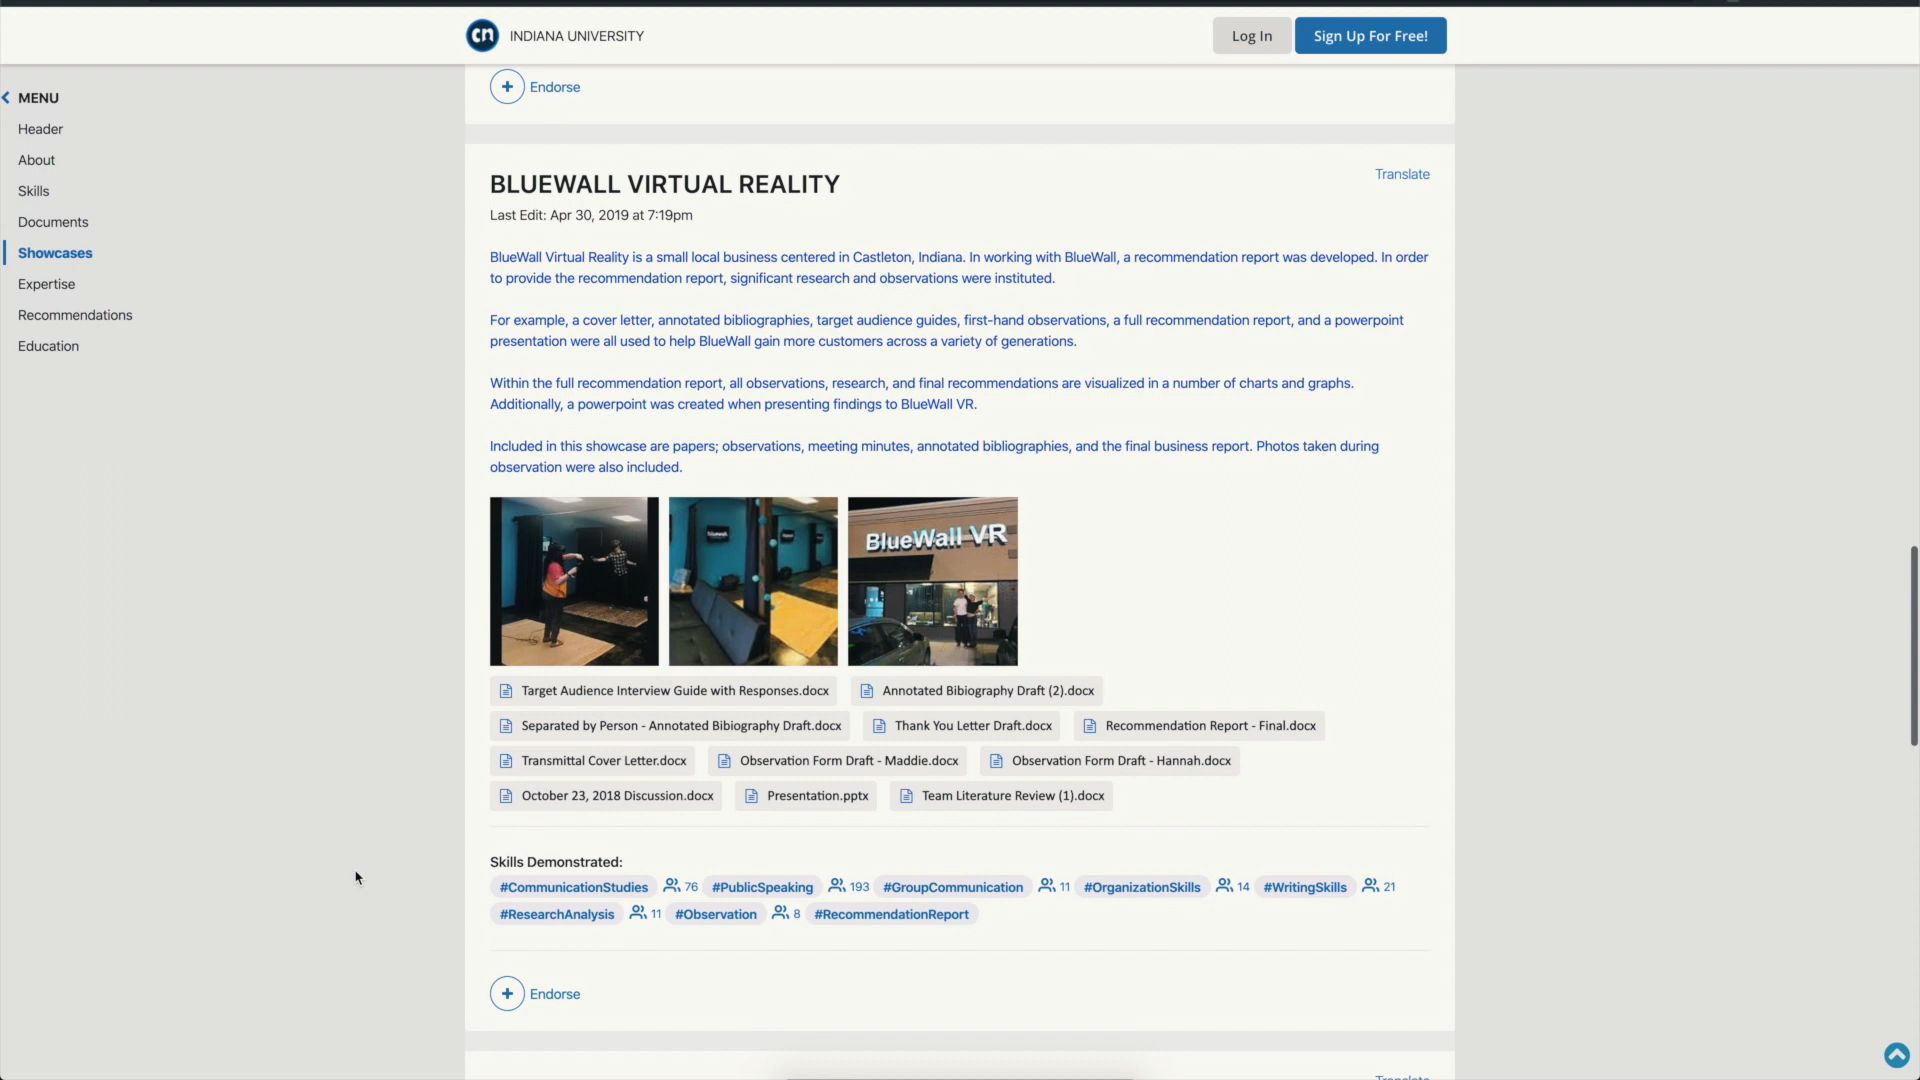 cn INDIANA UNIVERSITY
Log In
Sign Up For Free!
MENU
Header
About
Skills
Documents
Showcases
Expertise
Recommendations
Education
Endorse
BLUEWALL VIRTUAL REALITY
Translate
Last Edit: Apr 30, 2019 at 7:19pm
BlueWall Virtual Reality is a small local business centered in Castleton, Indiana. In working with BlueWall, a recommendation report was developed. In order
to provide the recommendation report, significant research and observations were instituted.
For example, a cover letter, annotated bibliographies, target audience guides, first-hand observations, a full recommendation report, and a powerpoint
presentation were all used to help BlueWall gain more customers across a variety of generations.
Within the full recommendation report, all observations, research, and final recommendations are visualized in a number of charts and graphs.
Additionally, a powerpoint was created when presenting findings to BlueWall VR.
Included in this showcase are papers; observations, meeting minutes, annotated bibliographies, and the final business report. Photos taken during
observation were also included.
BlueWall VR
Target Audience Interview Guide with Responses.docx Annotated Bibiography Draft (2).docx
Separated by Person - Annotated Bibiography Draft.docx Thank You Letter Draft.docx Recommendation Report - Final.docx
Transmittal Cover Letter.docx Observation Form Draft - Maddie.docx Observation Form Draft - Hannah.docx
October 23, 2018 Discussion.docx Presentation.pptx Team Literature Review (1).docx
Skills Demonstrated:
#CommunicationStudies 76 #PublicSpeaking 193 #GroupCommunication 11 #OrganizationSkills 14 #WritingSkills 21
#ResearchAnalysis 11 #Observation 8 #RecommendationReport
Endorse